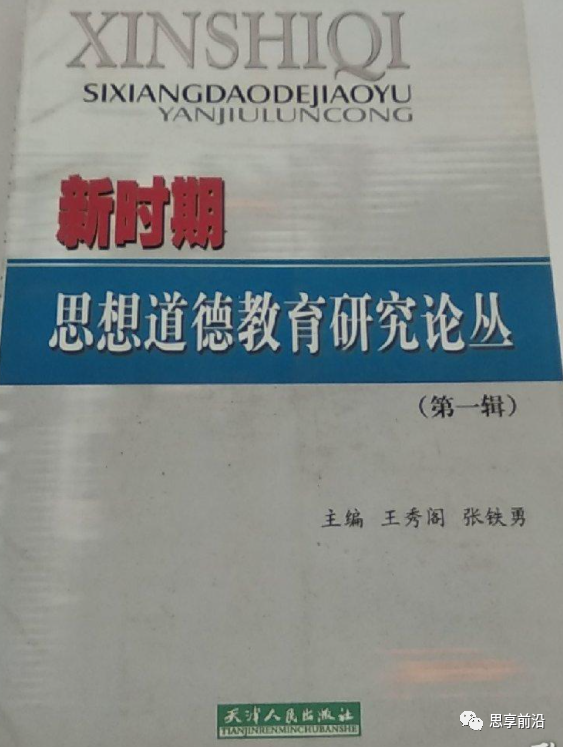 XINSHIQI
SIXIANGDAODEJIAOYU
YANJIULUNCONG
新时期
思想道德教育研究论丛
（第一辑）
主编 王秀阁 张铁勇
天津人民出版社
TIANJINRENMINCHUBANSHE
思享前沿